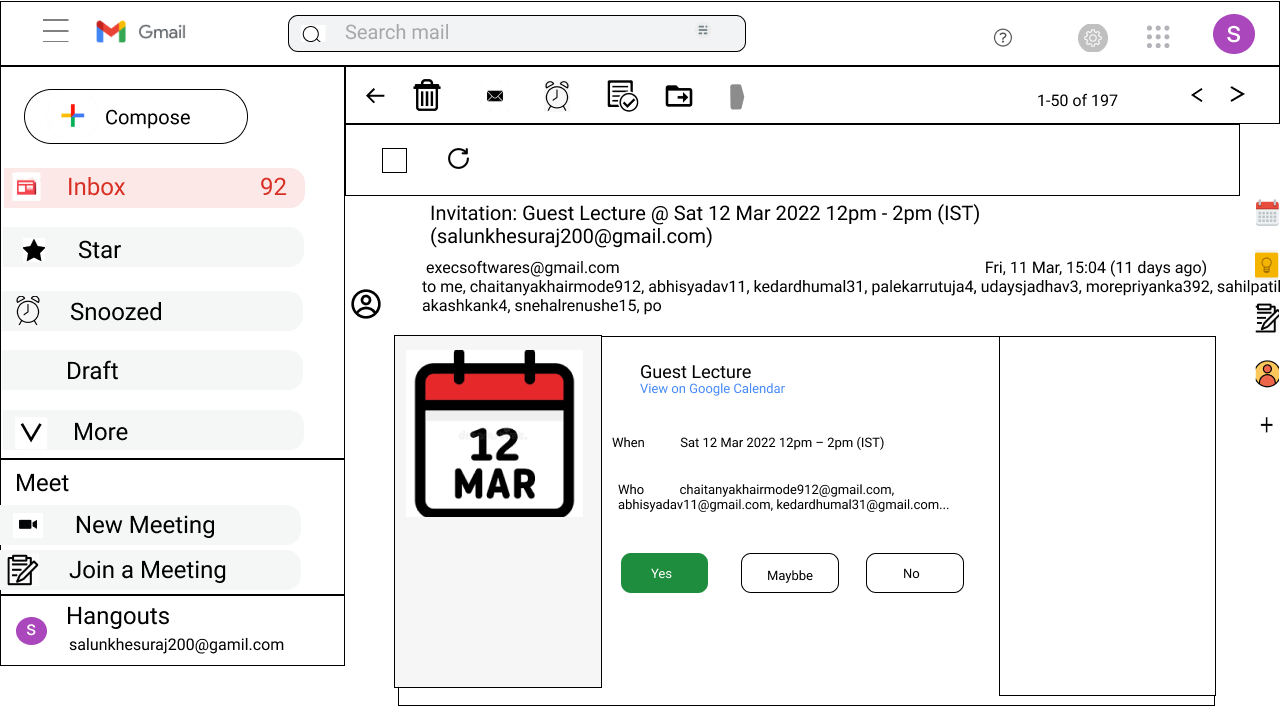 Gmail
Search mail
S
Compose
1-50 of 197
Inbox 92
Star
Snoozed
Draft
More
Meet
New Meeting
Join a Meeting
S
Hangouts
salunkhesuraj200@gamil.com
Invitation: Guest Lecture @ Sat 12 Mar 2022 12pm - 2pm (IST)
(salunkhesuraj200@gmail.com)
execsoftwares@gmail.com Fri, 11 Mar, 15:04 (11 days ago)
to me, chaitanyakhairmode912, abhisyadav11, kedardhumal31, palekarrutuja4, udaysjadhav3, morepriyanka392, sahilpatil
akashkank4, snehalrenushe15, po
12
MAR
Guest Lecture
View on Google Calendar
When Sat 12 Mar 2022 12pm – 2pm (IST)
Who chaitanyakhairmode912@gmail.com,
abhisyadav11@gmail.com, kedardhumal31@gmail.com...
Yes Maybbe No